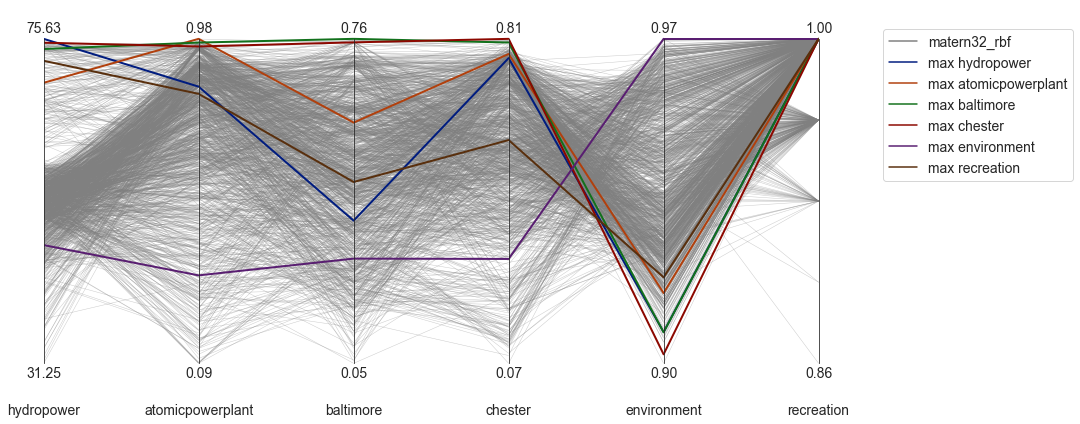 75.63 0.98 0.76 0.81 0.97 1.00
matern32_rbf
max hydropower
max atomicpowerplant
max baltimore
max chester
max environment
max recreation
31.25 0.09 0.05 0.07 0.90 0.86
hydropower atomicpowerplant baltimore chester environment recreation